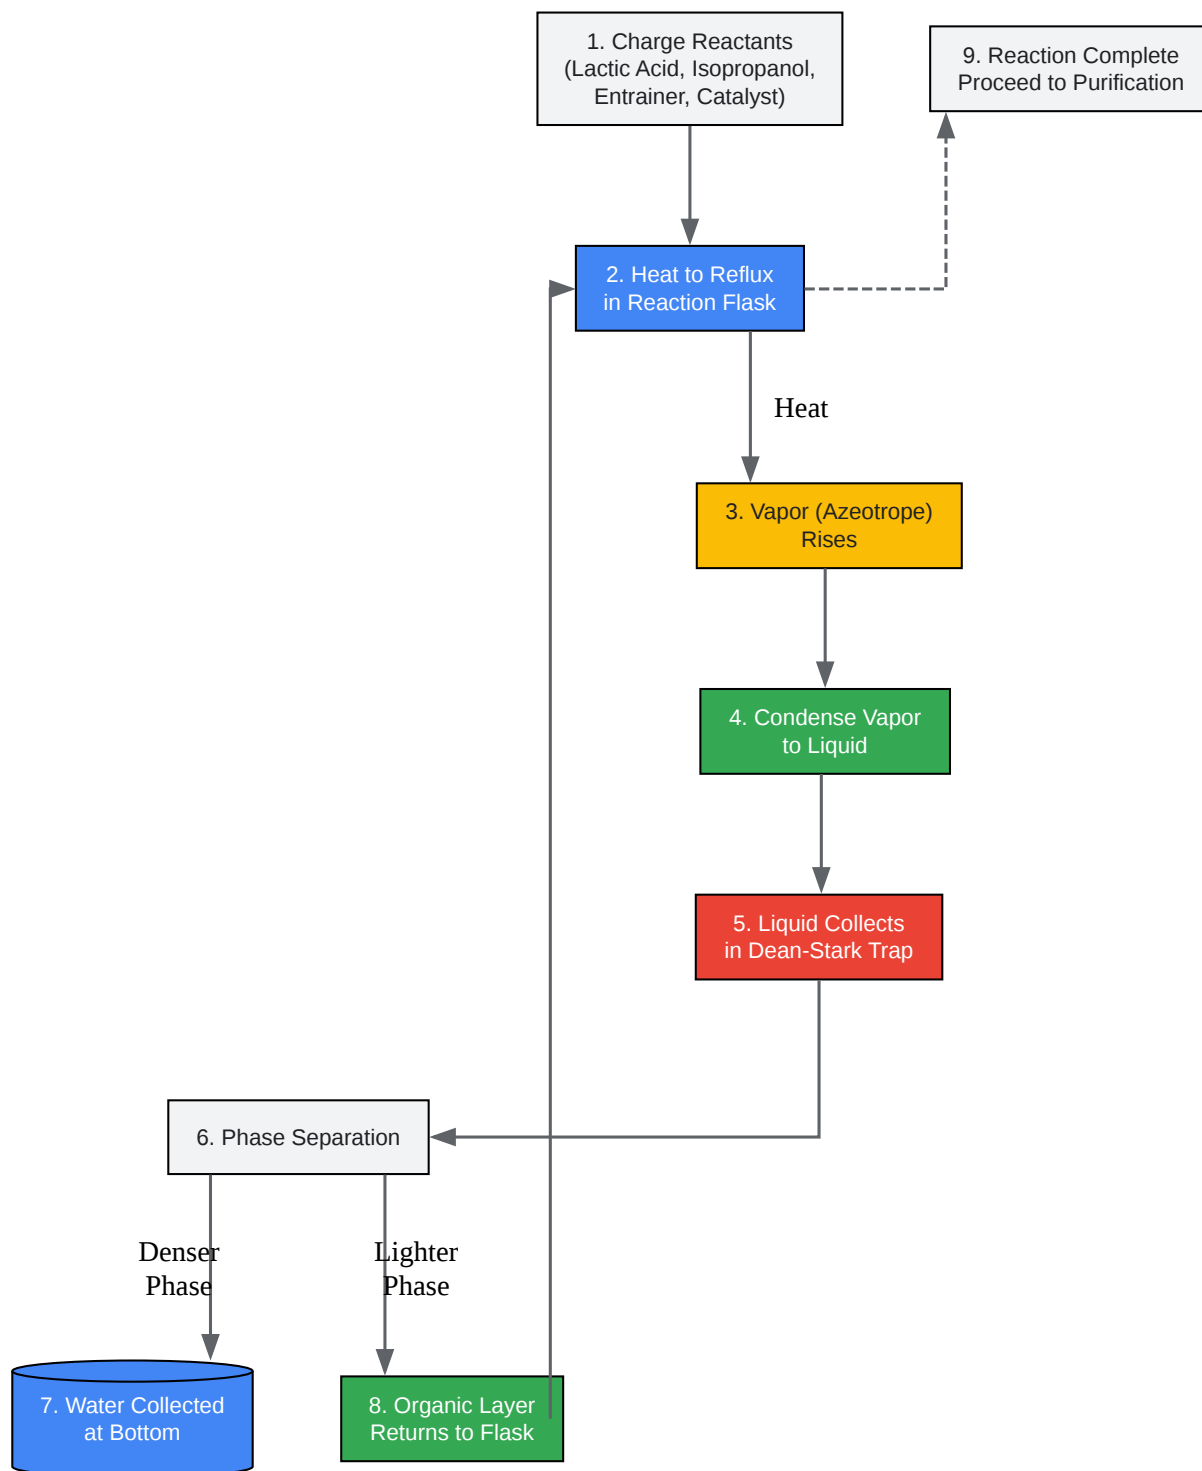 1. Charge Reactants
(Lactic Acid, Isopropanol,
Entrainer, Catalyst)
9. Reaction Complete
Proceed to Purification
2. Heat to Reflux
in Reaction Flask
Heat
3. Vapor (Azeotrope)
Rises
4. Condense Vapor
to Liquid
5. Liquid Collects
in Dean-Stark Trap
6. Phase Separation
Denser
Phase
Lighter
Phase
7. Water Collected
at Bottom
8. Organic Layer
Returns to Flask